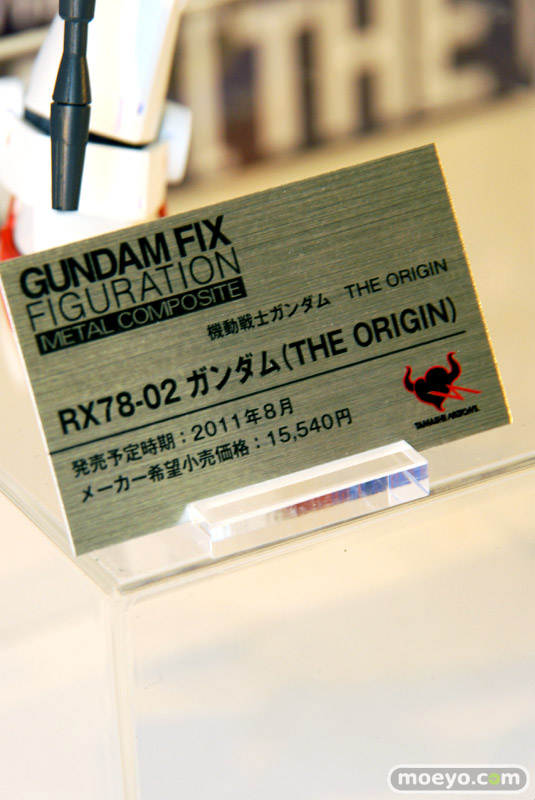 THE
GUNDAM FIX
FIGURATION
METAL COMPOSITE
機動戦士ガンダム THE ORIGIN
RX78-02 ガンダム(THE ORIGIN)
発売予定時期：2011年8月
メーカー希望小売価格：15,540円
TAMASHII NATIONS
moeyo.com